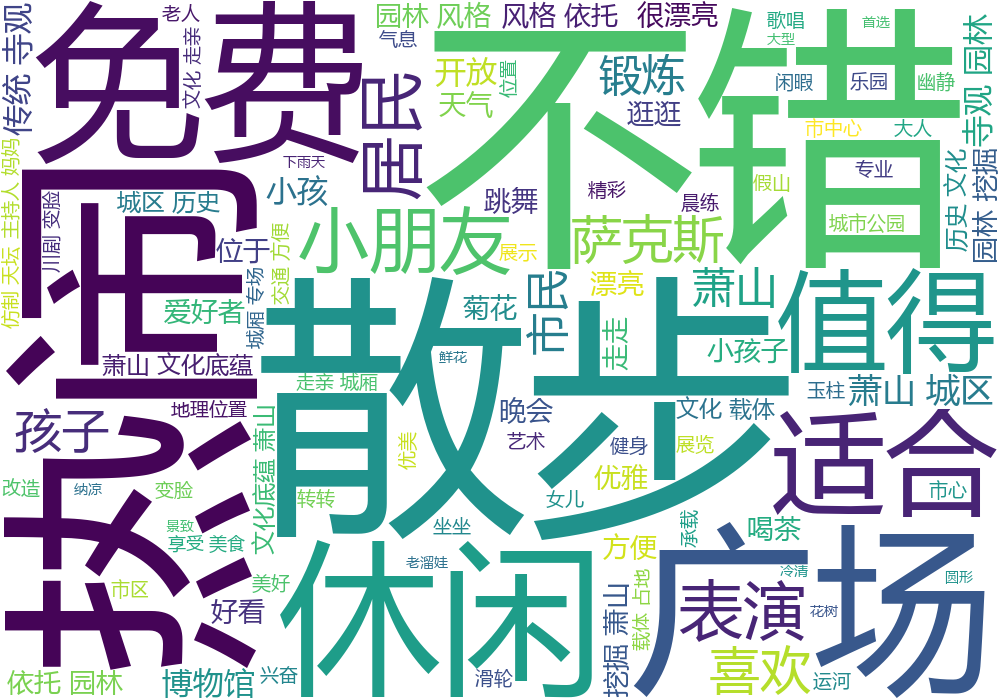 免费
不错
热闹
散步
休闲
广场
值得
适合
居民
小朋友
萨克斯
锻炼
表演
喜欢
孩子
市民
萧山
萧山 城区
博物馆
传统 寺观
老人
文化 走亲
园林 风格
风格 依托
很漂亮
歌唱
大型
首选
气息
开放
天气
位置
逛逛
闲暇
乐园
幽静
寺观 园林
市中心
大人
专业
假山
城市公园
历史 文化
园林 挖掘
下雨天
小孩
跳舞
精彩
晨练
仿制 天坛 主持人 妈妈
川剧 变脸
城区 历史
位于
交通 方便
城厢 专场
展示
爱好者
菊花
漂亮
走走
小孩子
鲜花
萧山 文化底蕴
走亲 城厢
地理位置
晚会
艺术
文化 载体
玉柱
健身
展览
优美
优雅
女儿
市心
改造
纳凉
变脸
文化底蕴 萧山
转转
景致
享受 美食
坐坐
老溜娃
方便
承载
喝茶
冷清
圆形
市区
美好
好看
载体 占地
挖掘 萧山
花树
运河
依托 园林
兴奋
滑轮